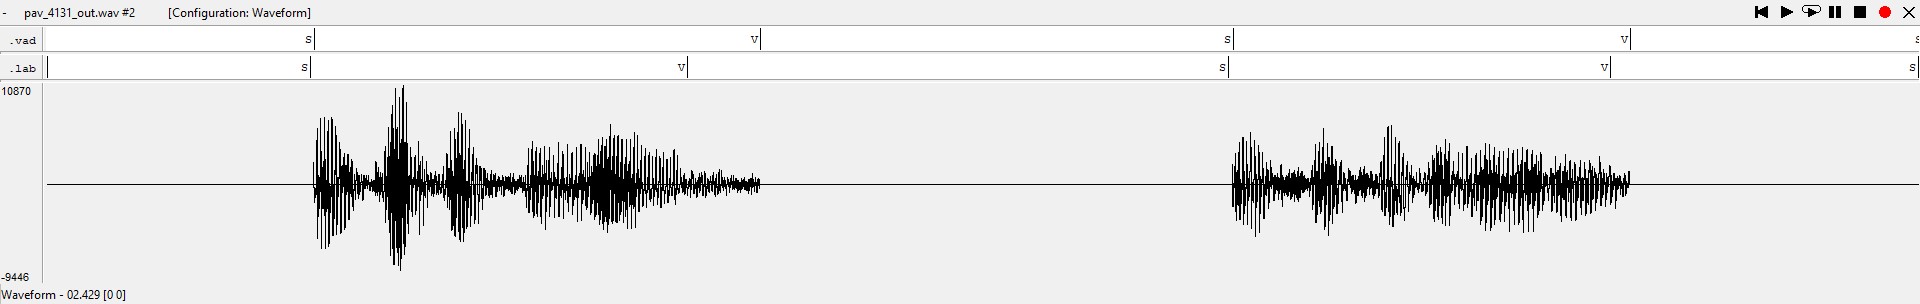 - pav_4131_out.wav #2 [Configuration: Waveform]
.vad S V S V S
.lab S V S V S
10870
-9446
Waveform - 02.429 [0 0]